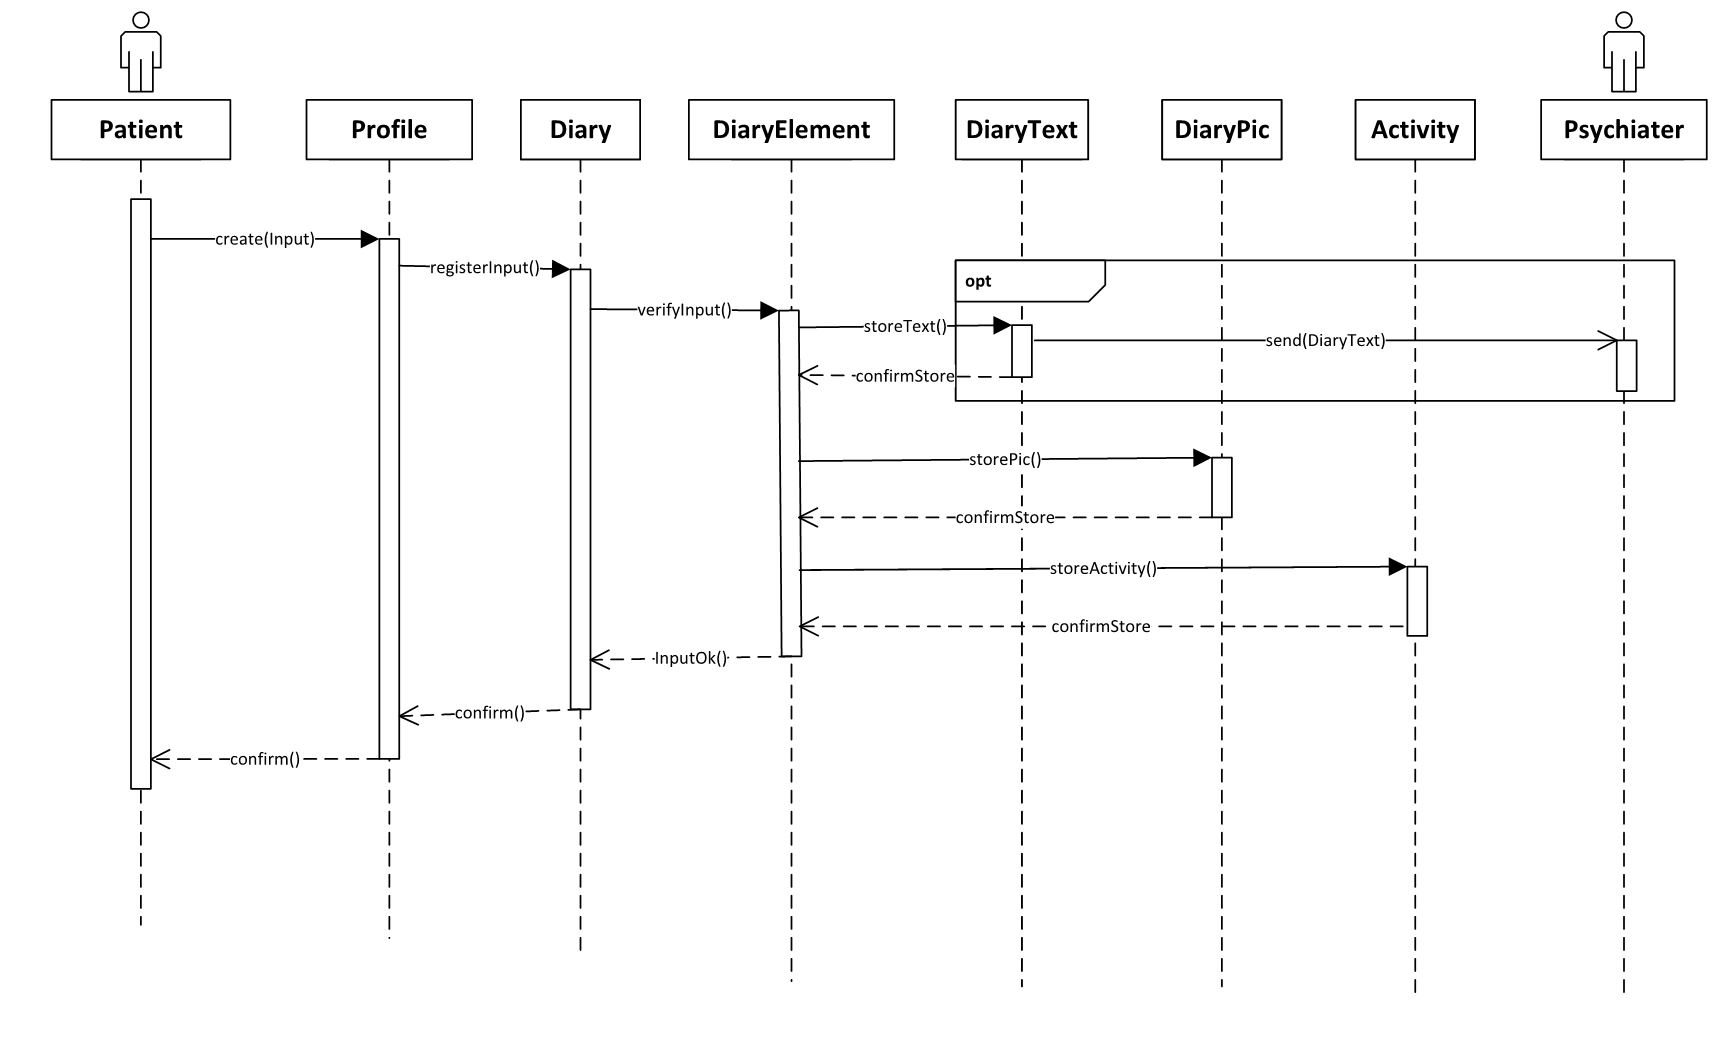 Patient
Profile
Diary
DiaryElement
DiaryText
DiaryPic
Activity
Psychiater
create(Input)
registerInput()
opt
verifyInput()
storeText()
send(DiaryText)
confirmStore
storePic()
confirmStore
storeActivity()
confirmStore
InputOk()
confirm()
confirm()